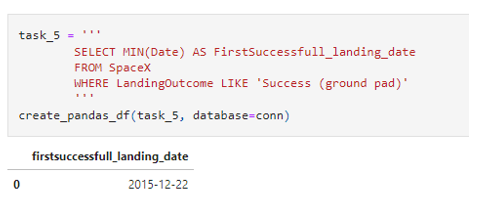 task_5 = '''
SELECT MIN(Date) AS FirstSuccessfull_landing_date
FROM SpaceX
WHERE LandingOutcome LIKE 'Success (ground pad)'
'''
create_pandas_df(task_5, database=conn)
firstsuccessfull_landing_date
0 2015-12-22